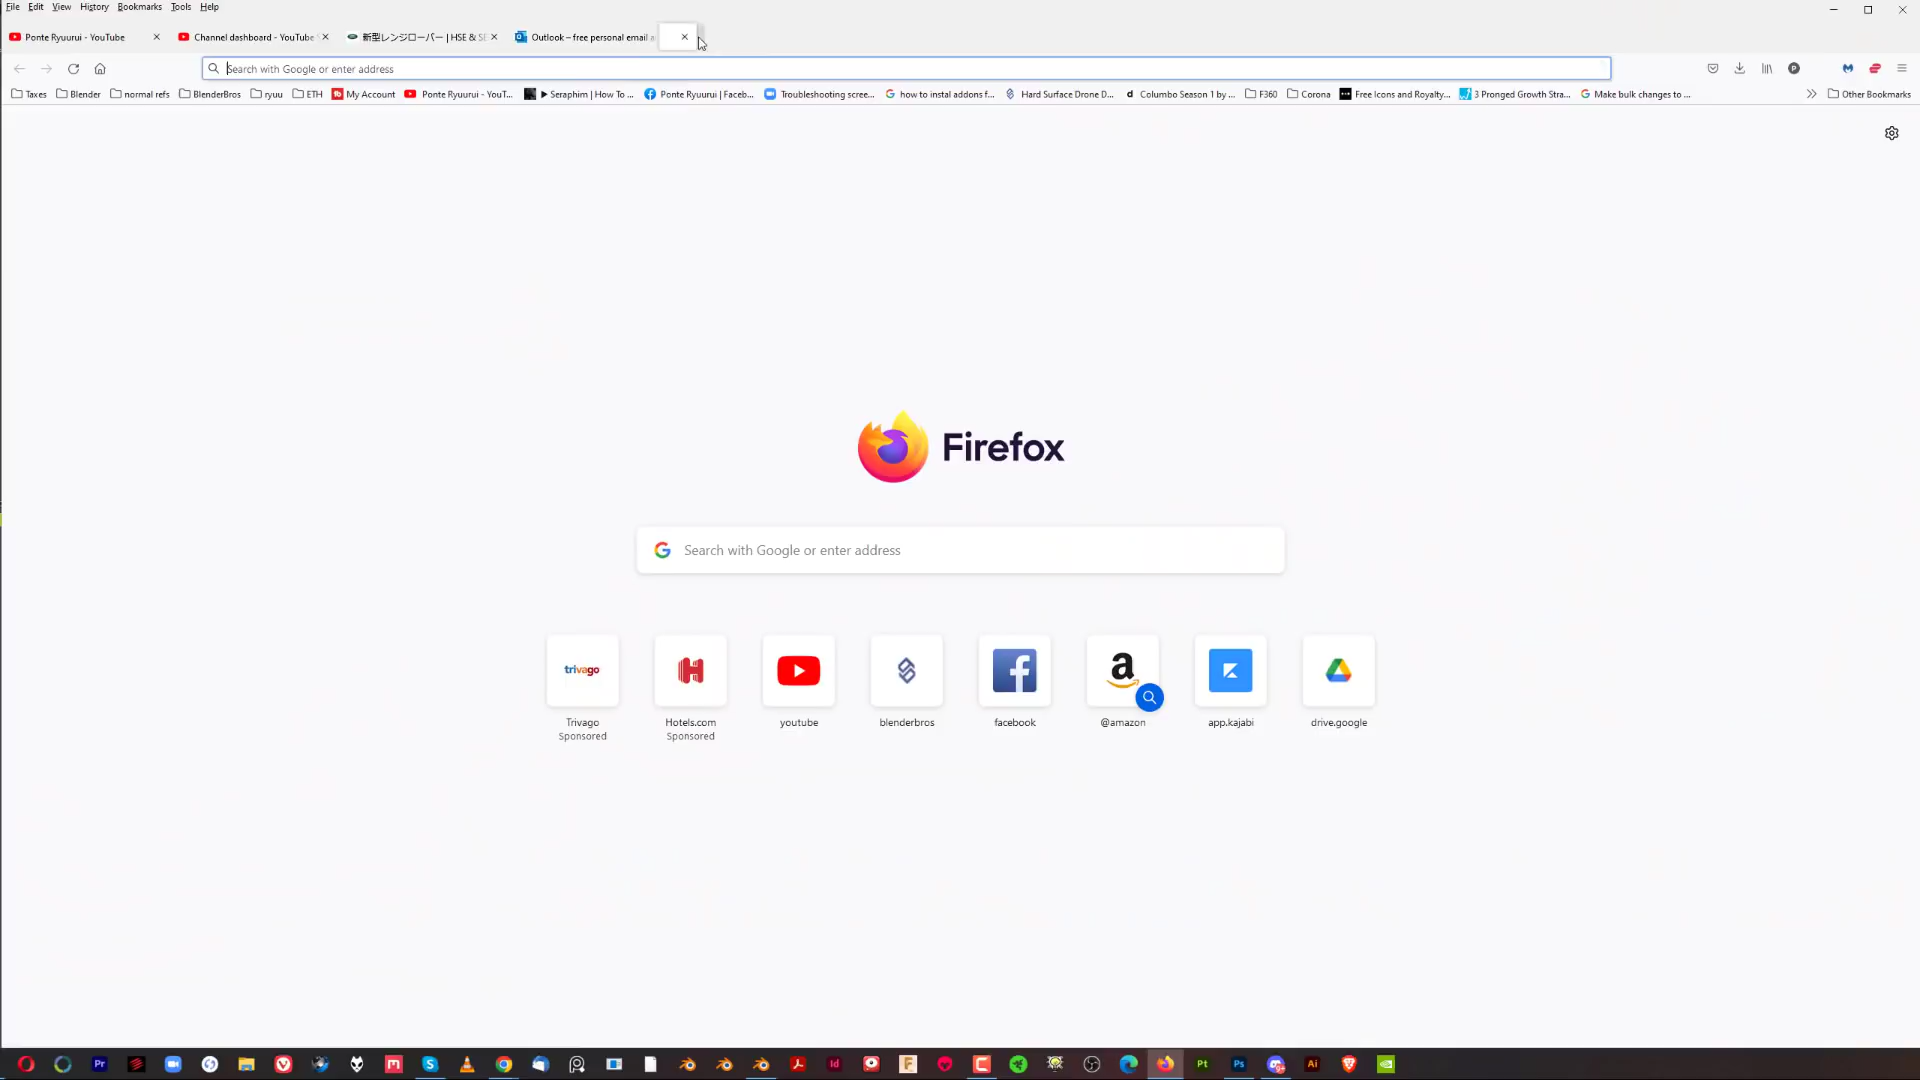 File Edit View History Bookmarks Tools Help
Ponte Ryuurui - YouTube
Channel dashboard - YouTube
新型レンジローバー | HSE & SE
Outlook – free personal email a
Search with Google or enter address
Taxes Blender normal refs BlenderBros ryuu ETH My Account Ponte Ryuurui - YouT... ▶ Seraphim | How To ... Ponte Ryuurui | Faceb... Troubleshooting scree... how to instal addons f... Hard Surface Drone D... Columbo Season 1 by ... F360 Corona Free Icons and Royalty... 3 Pronged Growth Stra... Make bulk changes to ... Other Bookmarks
Firefox
Search with Google or enter address
trivago
Trivago
Sponsored
Hotels.com
Sponsored
youtube
blenderbros
facebook
@amazon
app.kajabi
drive.google